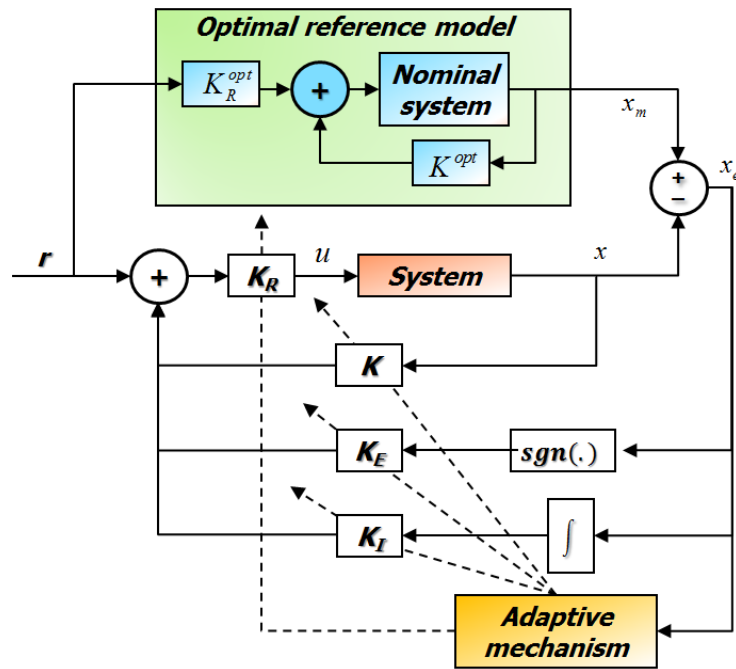 Optimal reference model
K_R^{opt}
+
Nominal
system
x_m
K^{opt}
+
−
x_e
r
+
K_R
u
System
x
K
K_E
sgn(.)
K_I
∫
Adaptive
mechanism